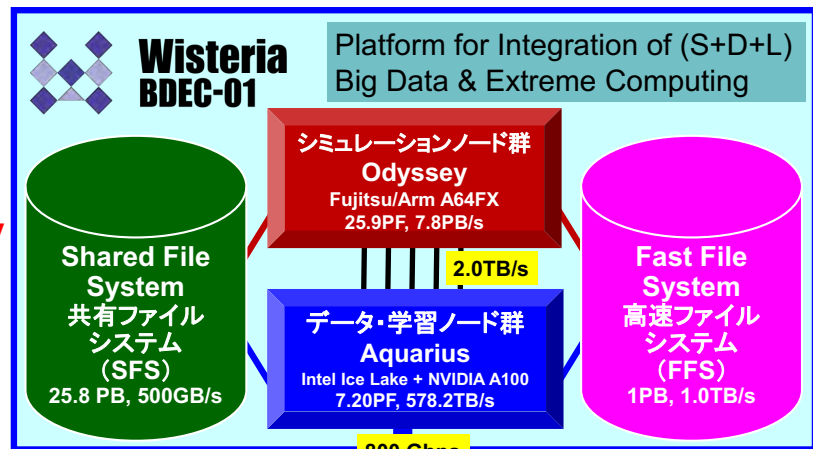 Wisteria
BDEC-01
Platform for Integration of (S+D+L)
Big Data & Extreme Computing
シミュレーションノード群
Odyssey
Fujitsu/Arm A64FX
25.9PF, 7.8PB/s
2.0TB/s
Shared File
System
共有ファイル
システム
(SFS)
25.8 PB, 500GB/s
データ・学習ノード群
Aquarius
Intel Ice Lake + NVIDIA A100
7.20PF, 578.2TB/s
Fast File
System
高速ファイル
システム
(FFS)
1PB, 1.0TB/s
800 Gbps